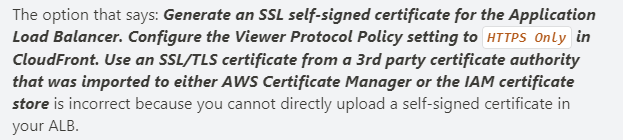 The option that says: Generate an SSL self-signed certificate for the Application
Load Balancer. Configure the Viewer Protocol Policy setting to HTTPS Only in
CloudFront. Use an SSL/TLS certificate from a 3rd party certificate authority
that was imported to either AWS Certificate Manager or the IAM certificate
store is incorrect because you cannot directly upload a self-signed certificate in
your ALB.